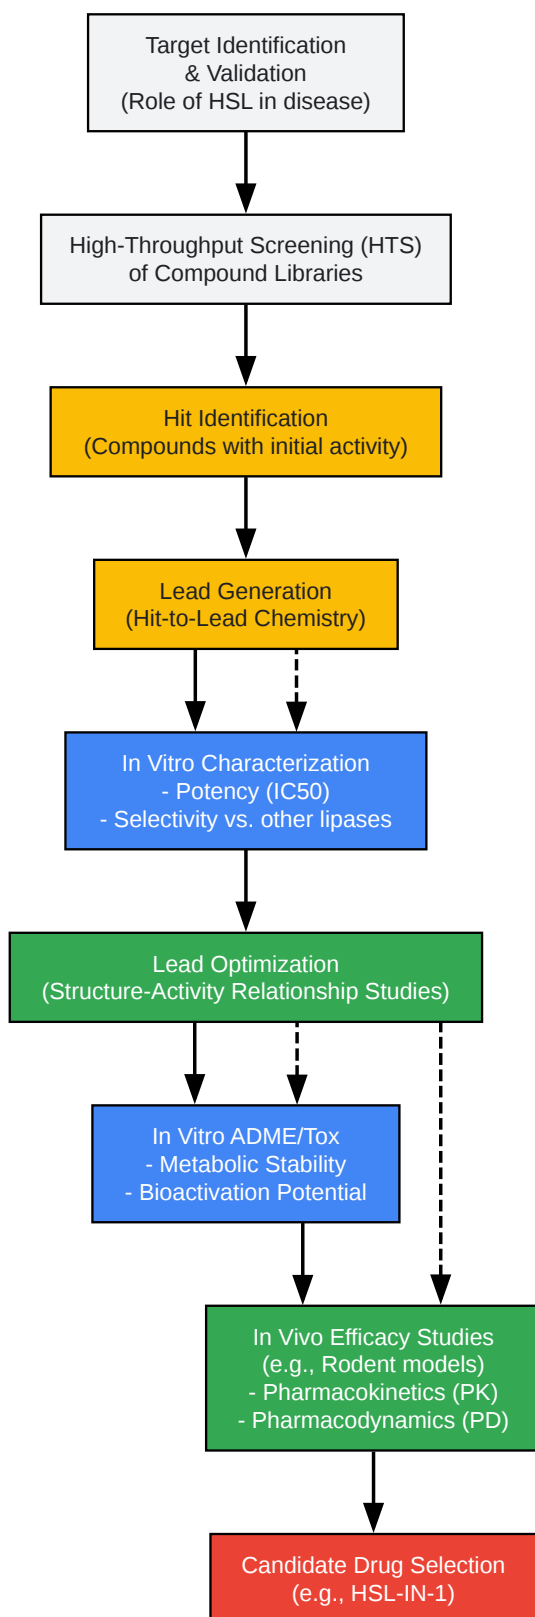 Target Identification
& Validation
(Role of HSL in disease)
High-Throughput Screening (HTS)
of Compound Libraries
Hit Identification
(Compounds with initial activity)
Lead Generation
(Hit-to-Lead Chemistry)
In Vitro Characterization
- Potency (IC50)
- Selectivity vs. other lipases
Lead Optimization
(Structure-Activity Relationship Studies)
In Vitro ADME/Tox
- Metabolic Stability
- Bioactivation Potential
In Vivo Efficacy Studies
(e.g., Rodent models)
- Pharmacokinetics (PK)
- Pharmacodynamics (PD)
Candidate Drug Selection
(e.g., HSL-IN-1)